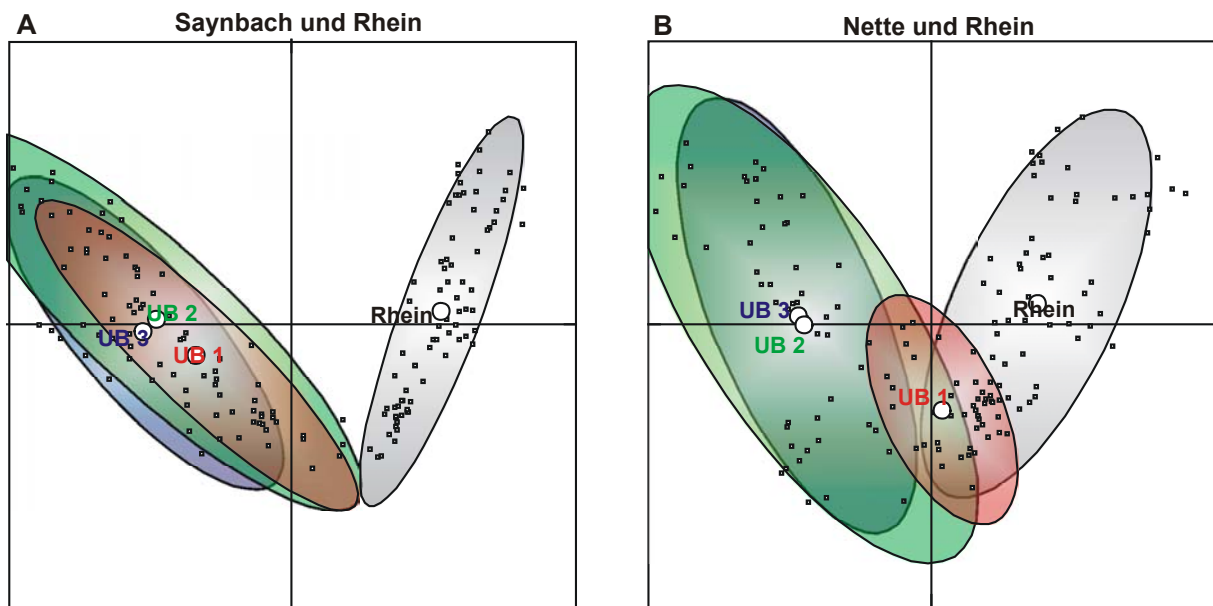 A
Saynbach und Rhein
UB 2
Rhein
UB 3
UB 1
B
Nette und Rhein
UB 3
Rhein
UB 2
UB 1